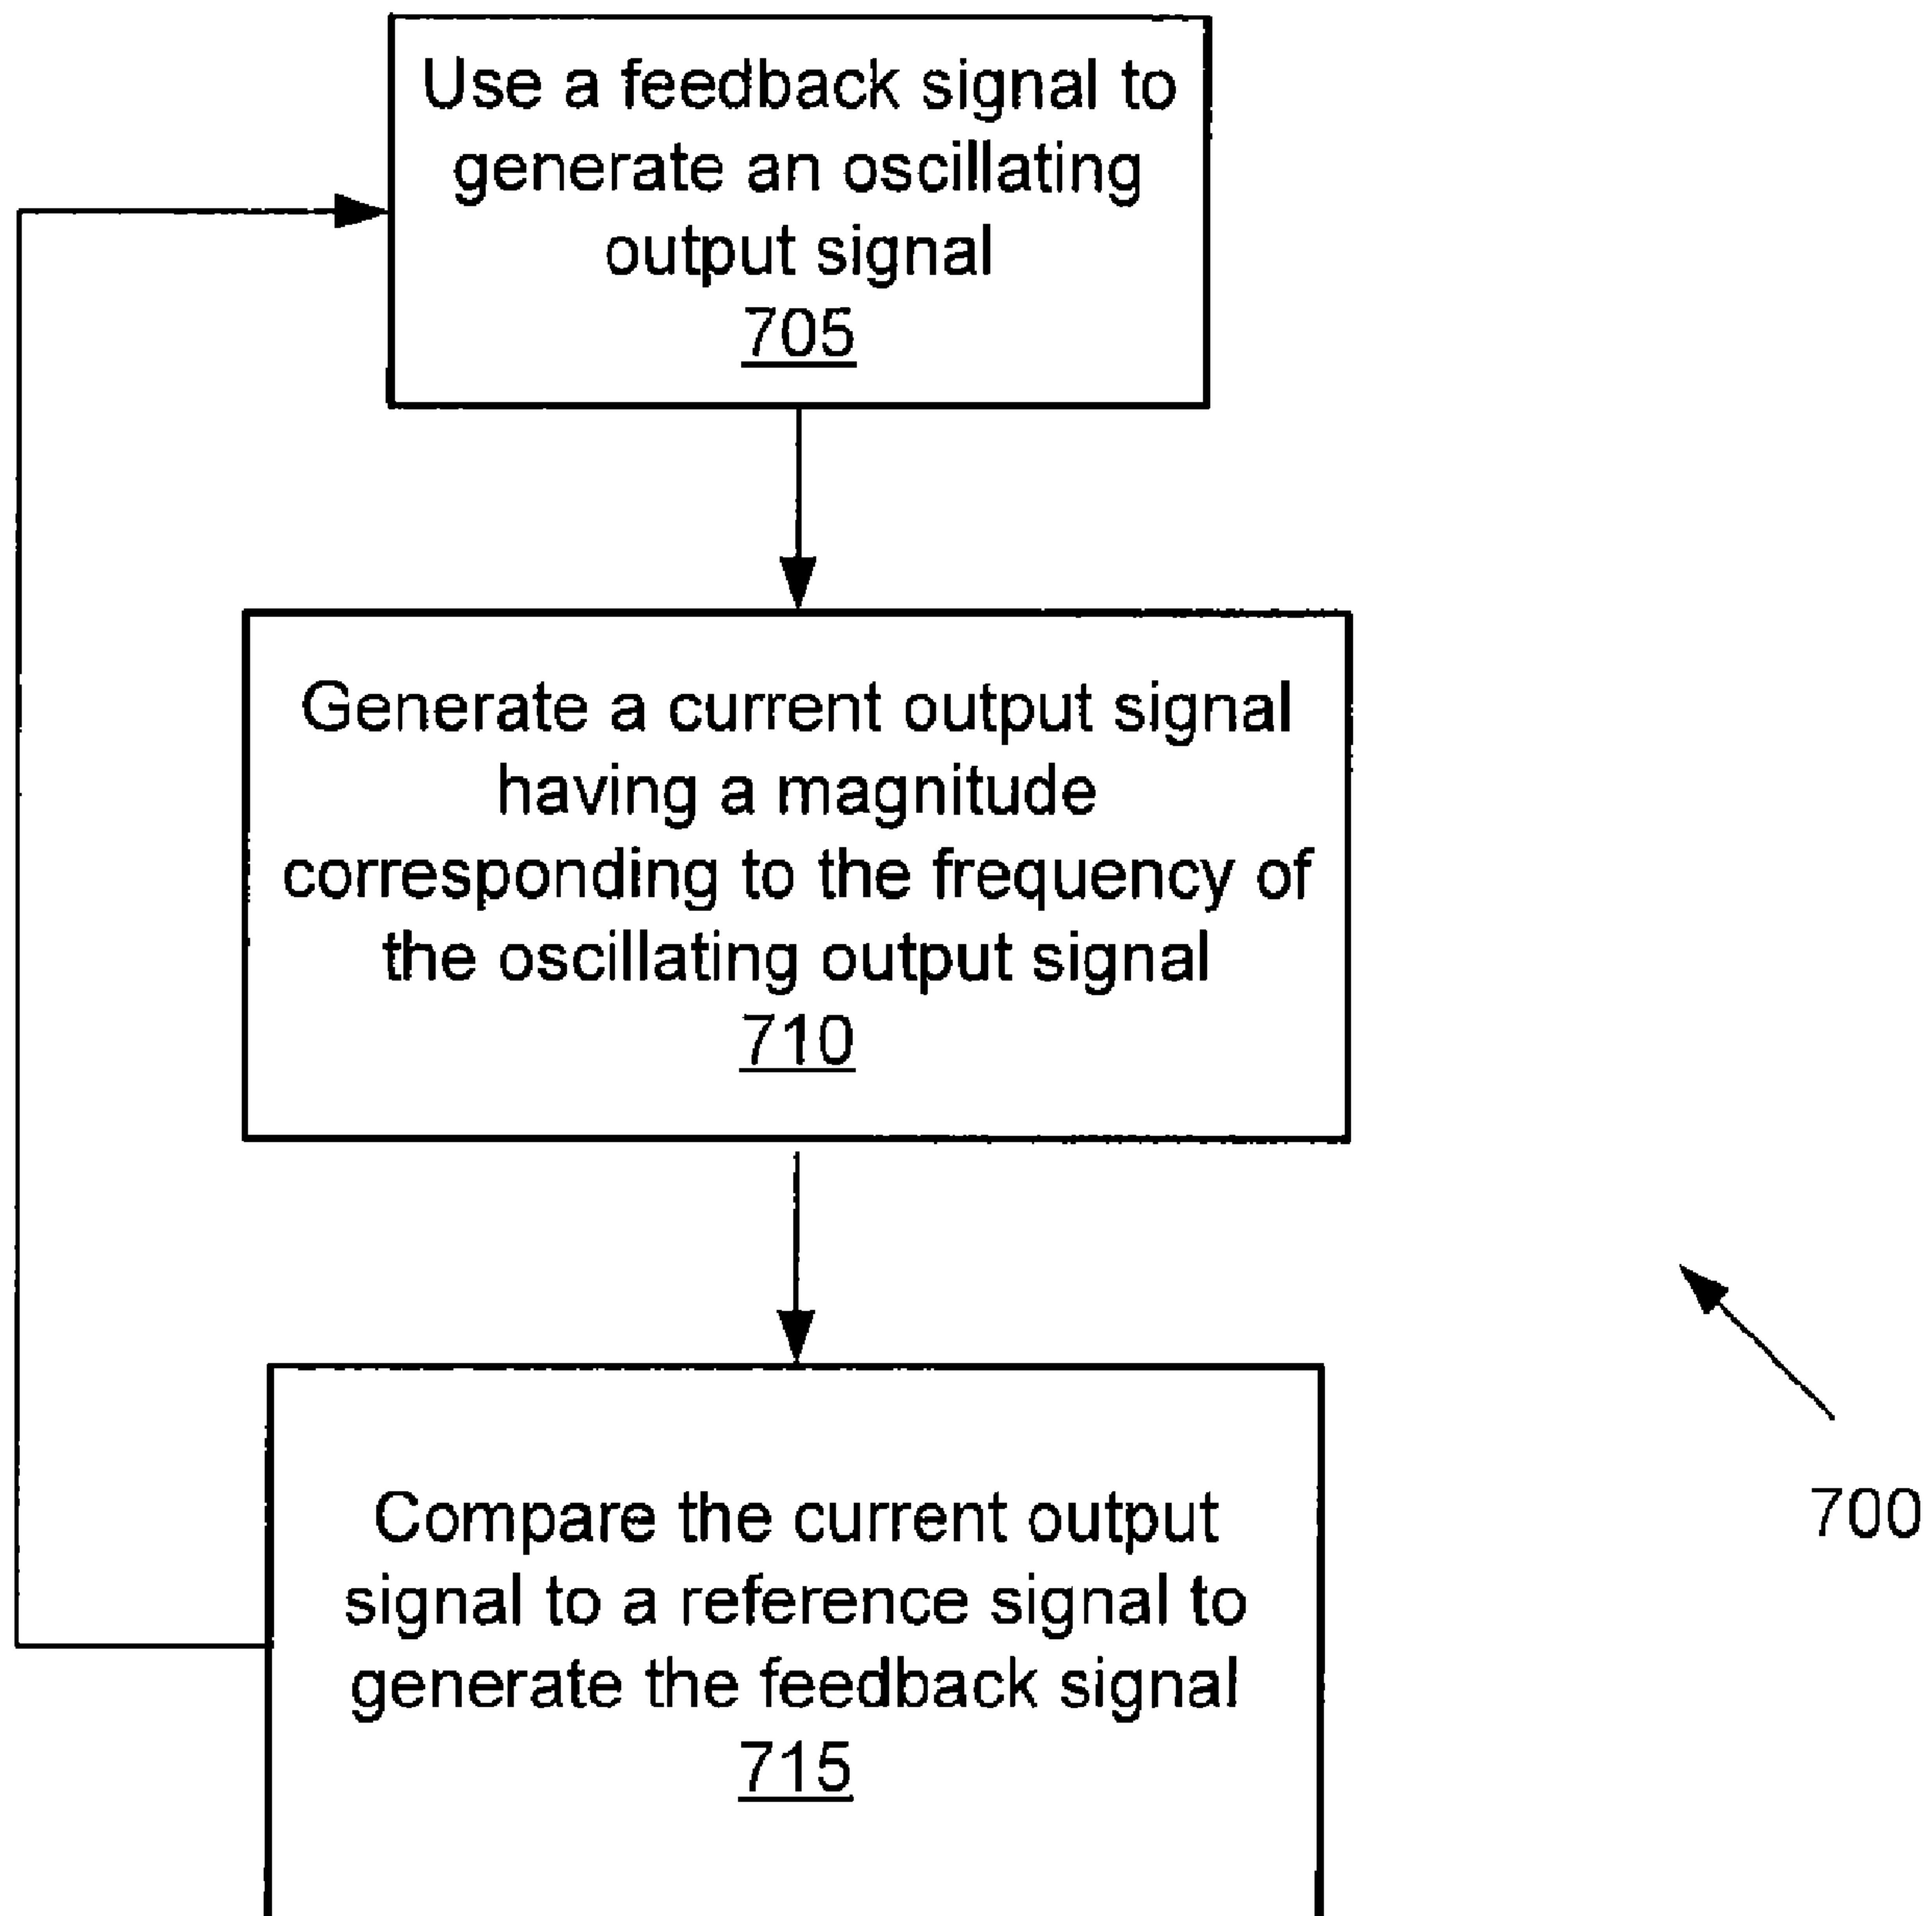 Use a feedback signal to
generate an oscillating
output signal
705
Generate a current output signal
having a magnitude
corresponding to the frequency of
the oscillating output signal
710
Compare the current output
signal to a reference signal to
generate the feedback signal
715
700